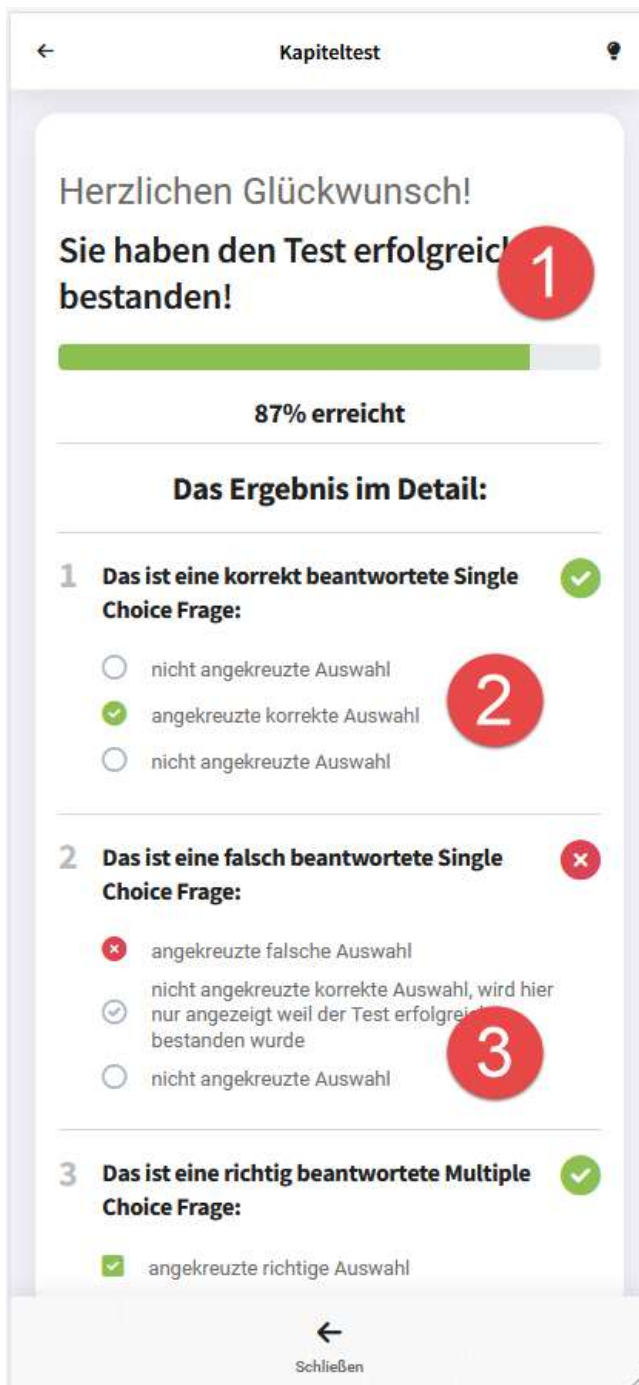 Kapiteltest
Herzlichen Glückwunsch!
Sie haben den Test erfolgreich
bestanden!
1
87% erreicht
Das Ergebnis im Detail:
1 Das ist eine korrekt beantwortete Single
Choice Frage:
nicht angekreuzte Auswahl
angekreuzte korrekte Auswahl
2
nicht angekreuzte Auswahl
2 Das ist eine falsch beantwortete Single
Choice Frage:
angekreuzte falsche Auswahl
nicht angekreuzte korrekte Auswahl, wird hier
nur angezeigt weil der Test erfolgreich
bestanden wurde
3
nicht angekreuzte Auswahl
3 Das ist eine richtig beantwortete Multiple
Choice Frage:
angekreuzte richtige Auswahl
Schließen